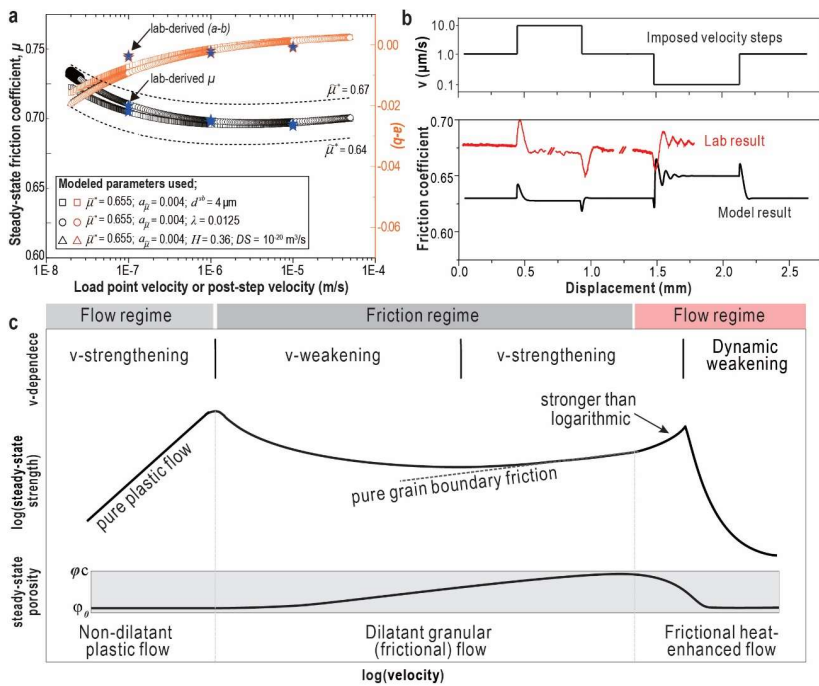 a
Steady-state friction coefficient, μ
0.75
0.70
0.65
0.60
lab-derived (a-b)
lab-derived μ
μ̃* = 0.67
μ̃* = 0.64
Modeled parameters used;
μ̃* = 0.655, aμ̃ = 0.004, dˢᵇ = 4 μm
μ̃* = 0.655; aμ̃ = 0.004, λ = 0.0125
μ̃* = 0.655, aμ̃ = 0.004; H = 0.36; DS = 10⁻²⁰ m³/s
0.00
-0.02
-0.04
-0.06
(a-b)
1E-8 1E-7 1E-6 1E-5 1E-4
Load point velocity or post-step velocity (m/s)
b
v (μm/s)
10.0
1.0
0.1
Imposed velocity steps
Friction coefficient
0.70
0.65
0.60
Lab result
Model result
0.0 0.5 1.0 1.5 2.0 2.5
Displacement (mm)
c
Flow regime Friction regime Flow regime
v-dependece
v-strengthening v-weakening v-strengthening Dynamic
weakening
log(steady-state
strength)
pure plastic flow
pure grain boundary friction
stronger than
logarithmic
steady-state
porosity
φc
φ₀
Non-dilatant
plastic flow
Dilatant granular
(frictional) flow
Frictional heat-
enhanced flow
log(velocity)